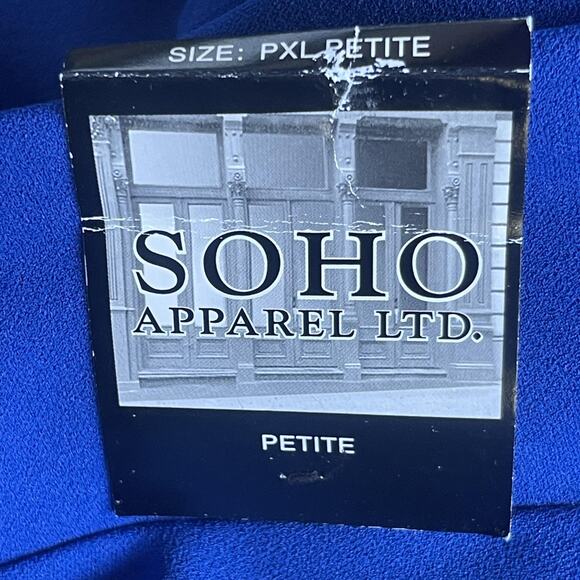 SIZE: PXL PETITE
SOHO
APPAREL LTD.
PETITE